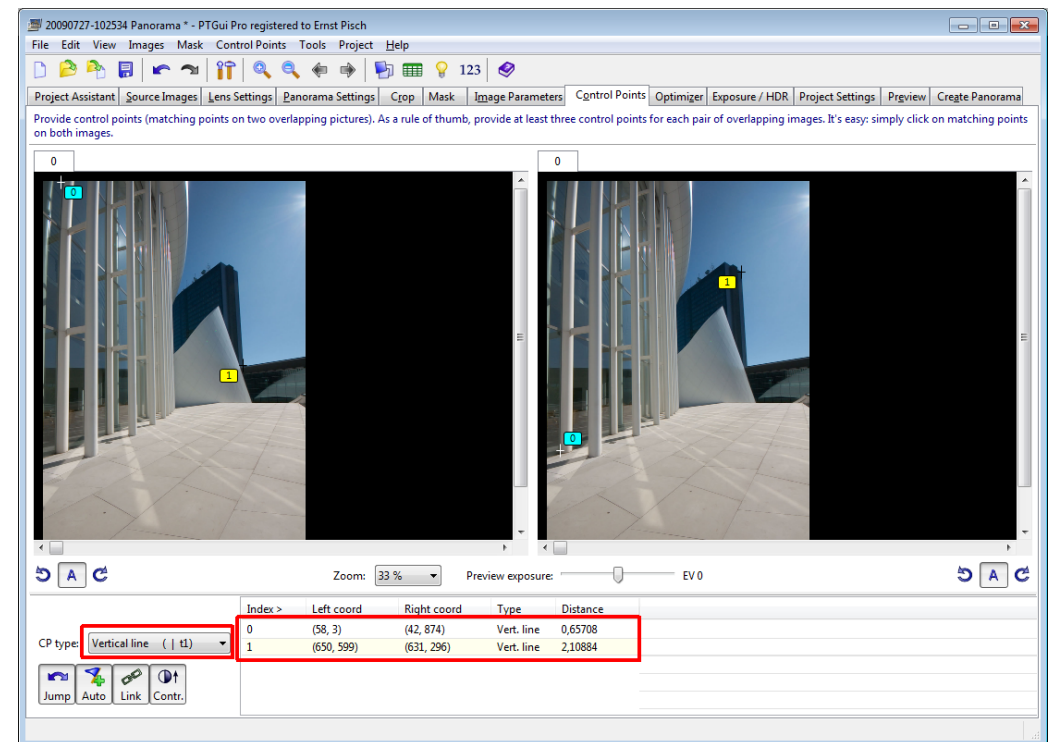 20090727-102534 Panorama * - PTGui Pro registered to Ernst Pisch
File Edit View Images Mask Control Points Tools Project Help
123
Project Assistant Source Images Lens Settings Panorama Settings Crop Mask Image Parameters Control Points Optimizer Exposure / HDR Project Settings Preview Create Panorama
Provide control points (matching points on two overlapping pictures). As a rule of thumb, provide at least three control points for each pair of overlapping images. It's easy: simply click on matching points
on both images.
0 0
0
1
1
0
A Zoom: 33 % Preview exposure: EV 0 A
Index > Left coord Right coord Type Distance
0 (58, 3) (42, 874) Vert. line 0,65708
CP type: Vertical line ( | t1)
1 (650, 599) (631, 296) Vert. line 2,10884
Jump Auto Link Contr.